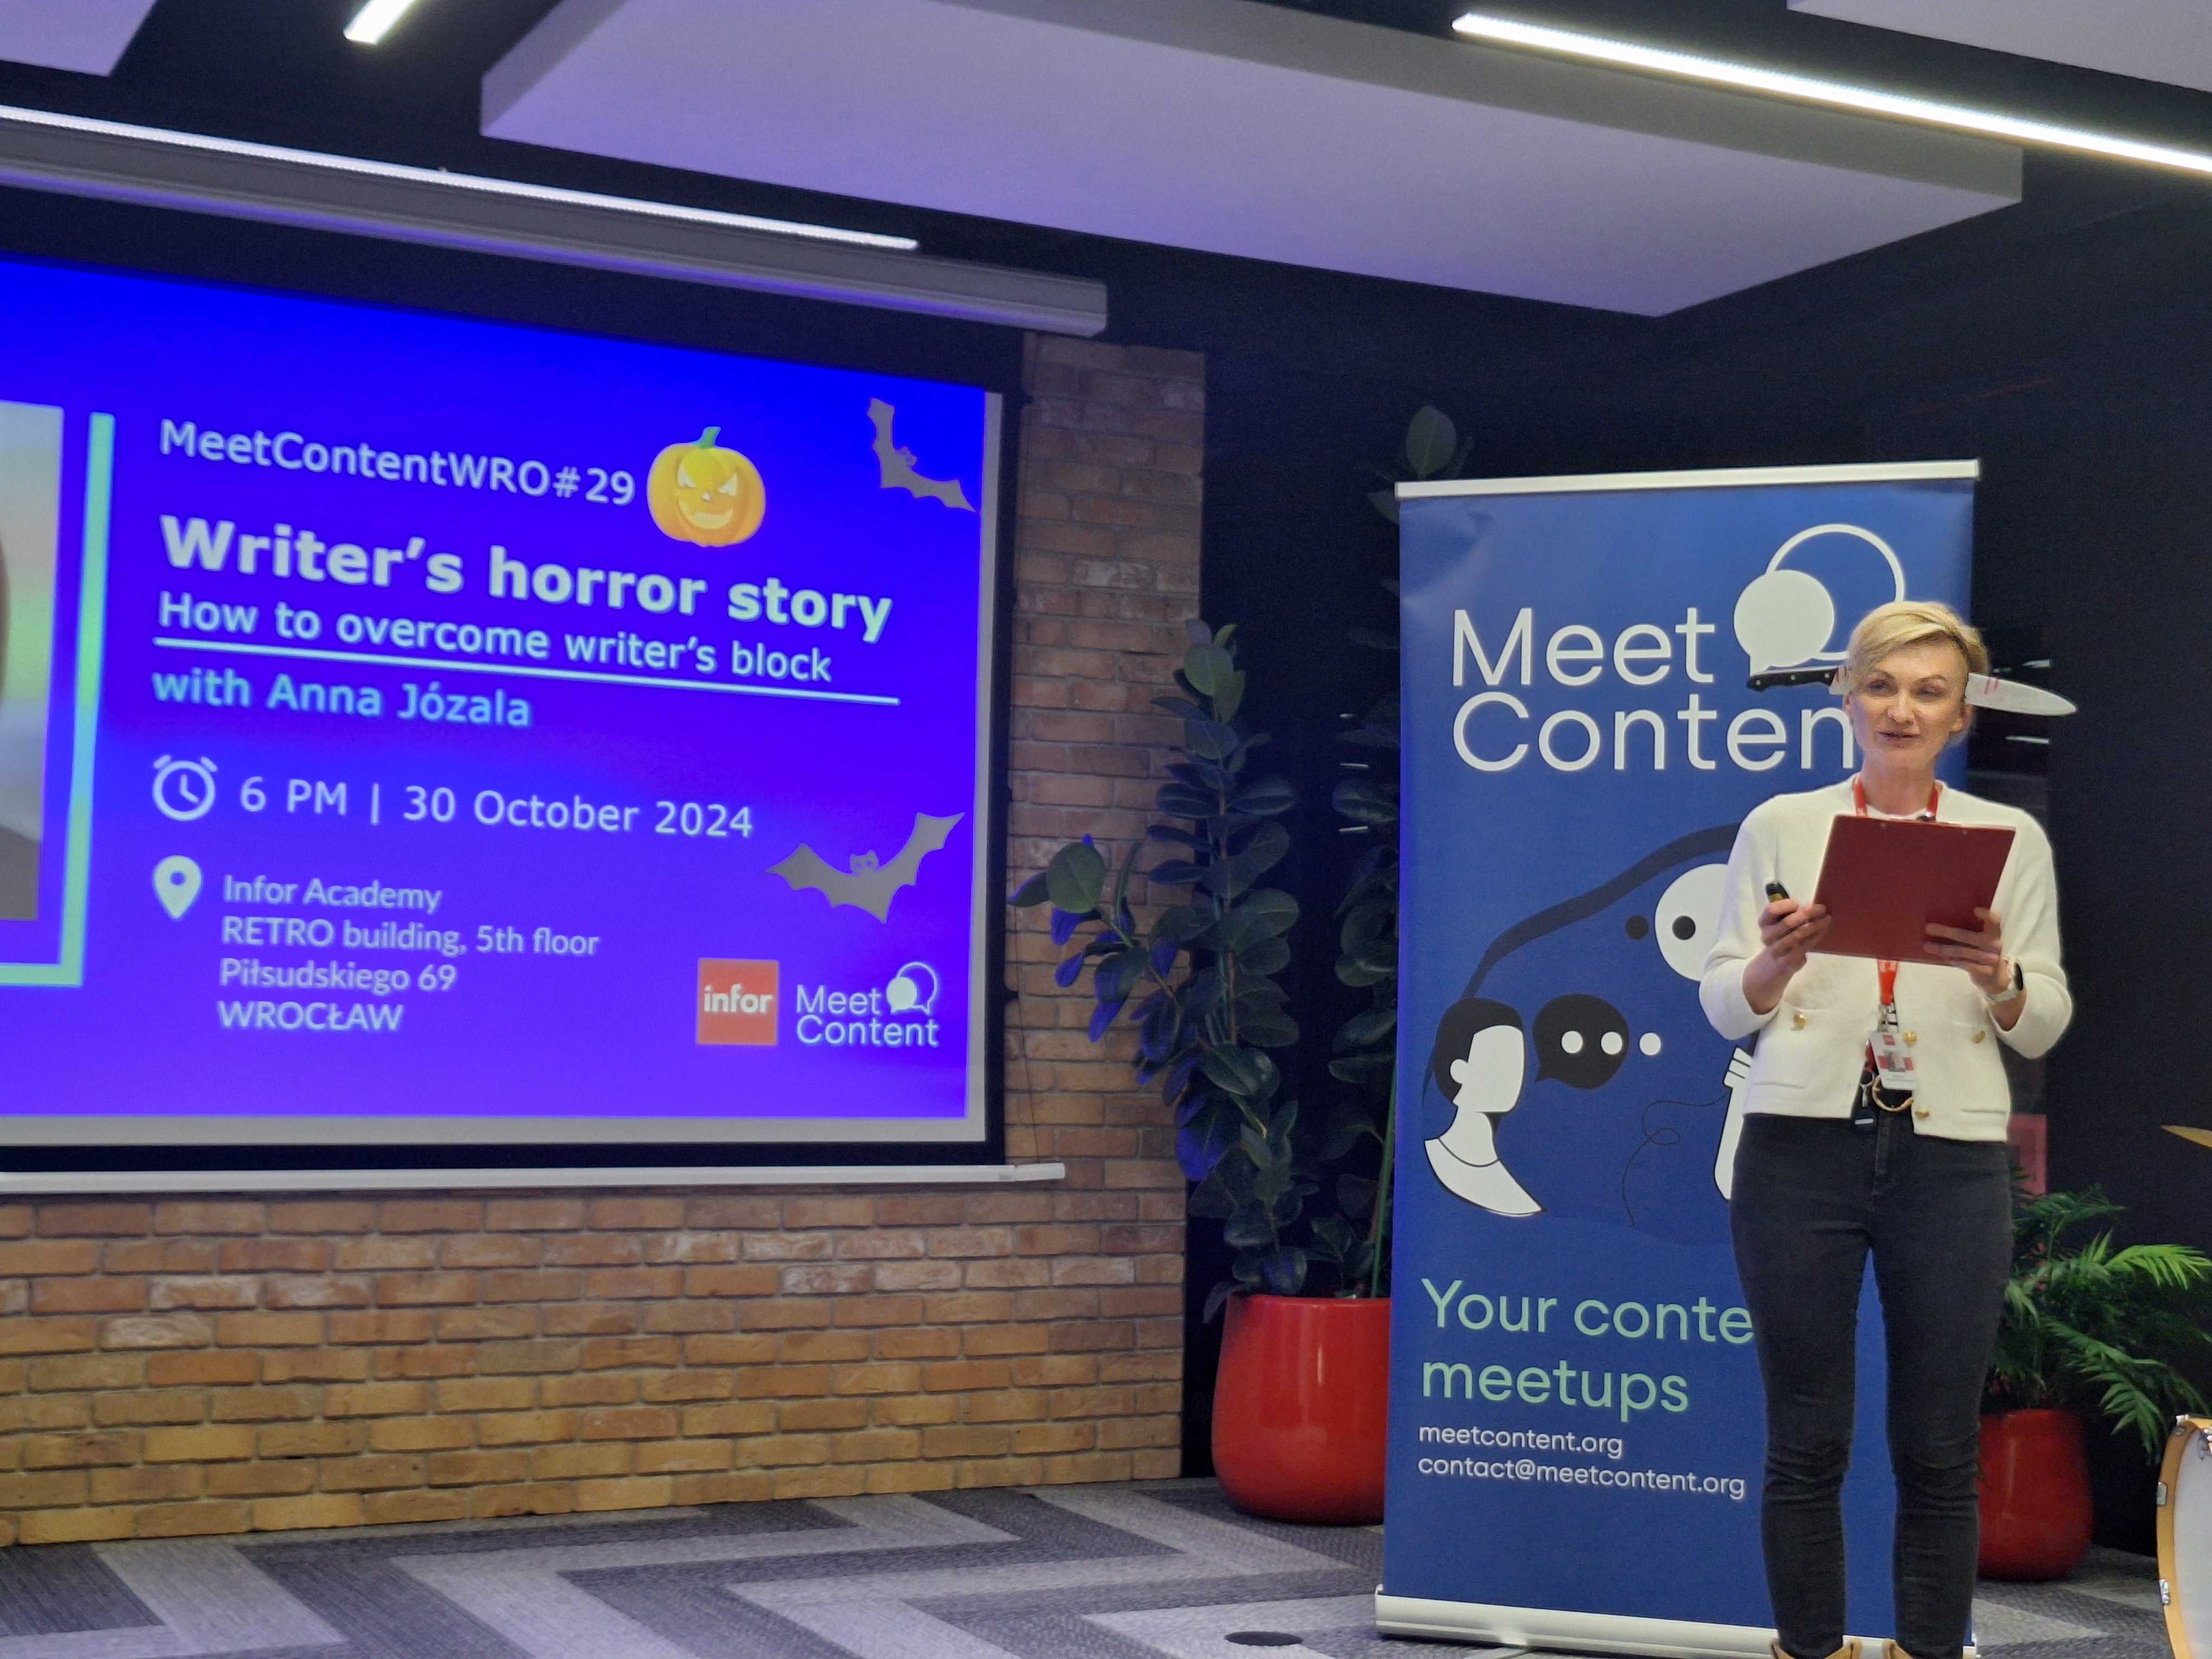 MeetContentWRO#29
Writer's horror story
How to overcome writer's block
with Anna Józala
6 PM | 30 October 2024
Infor Academy
RETRO building, 5th floor
Piłsudskiego 69
WROCŁAW
infor
Meet
Content
Meet
Conten
Your conte
meetups
meetcontent.org
contact@meetcontent.org